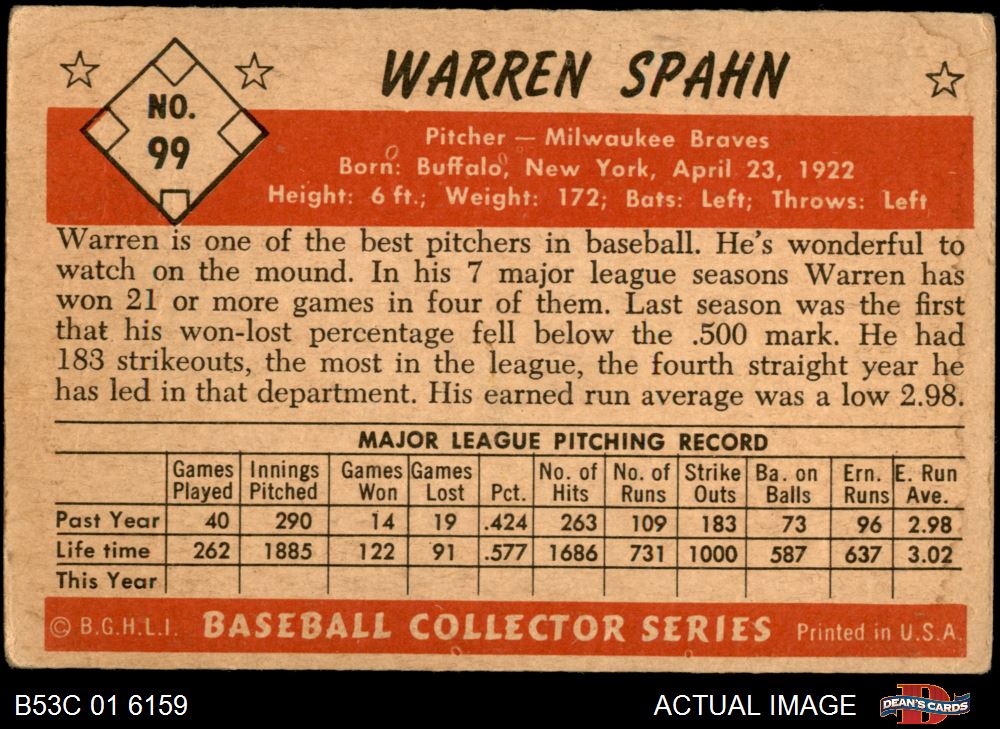 WARREN SPAHN
NO.
99
Pitcher — Milwaukee Braves
Born: Buffalo, New York, April 23, 1922
Height: 6 ft.; Weight: 172; Bats: Left; Throws: Left
Warren is one of the best pitchers in baseball. He's wonderful to
watch on the mound. In his 7 major league seasons Warren has
won 21 or more games in four of them. Last season was the first
that his won-lost percentage fell below the .500 mark. He had
183 strikeouts, the most in the league, the fourth straight year he
has led in that department. His earned run average was a low 2.98.
MAJOR LEAGUE PITCHING RECORD
Games Innings Games Games No. of No. of Strike Ba. on Ern. E. Run
Played Pitched Won Lost Pct. Hits Runs Outs Balls Runs Ave.
Past Year 40 290 14 19 .424 263 109 183 73 96 2.98
Life time 262 1885 122 91 .577 1686 731 1000 587 637 3.02
This Year
© B.G.H.L.I. BASEBALL COLLECTOR SERIES Printed in U.S.A.
B53C 01 6159 ACTUAL IMAGE DEAN'S CARDS